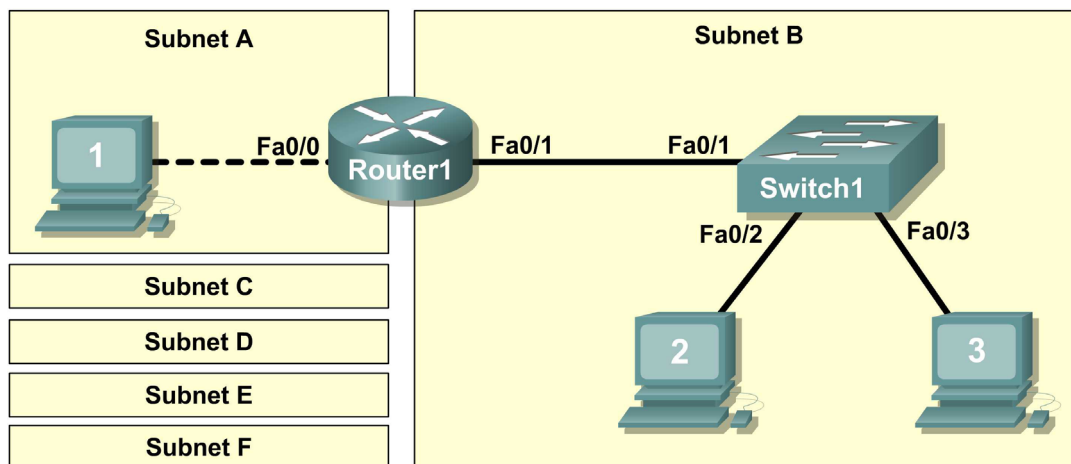 Subnet A
Subnet B
1
Fa0/0
Router1
Fa0/1
Fa0/1
Switch1
Fa0/2
Fa0/3
Subnet C
Subnet D
Subnet E
Subnet F
2
3